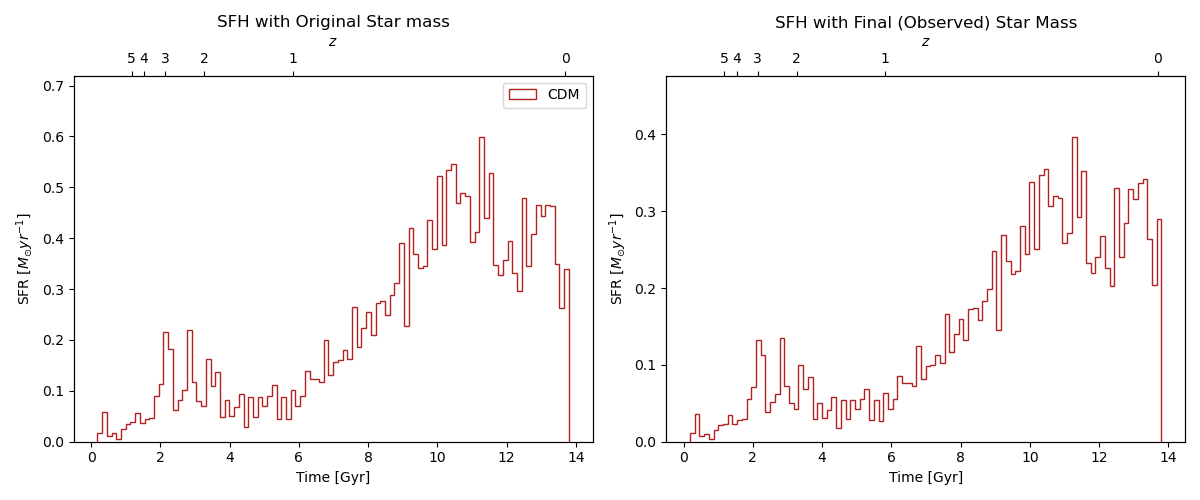 SFH with Original Star mass
z
5 4 3 2 1 0
0.7
0.6
0.5
0.4
0.3
0.2
0.1
0.0
SFR [M⊙yr⁻¹]
CDM
0 2 4 6 8 10 12 14
Time [Gyr]
SFH with Final (Observed) Star Mass
z
5 4 3 2 1 0
0.4
0.3
0.2
0.1
0.0
SFR [M⊙yr⁻¹]
0 2 4 6 8 10 12 14
Time [Gyr]